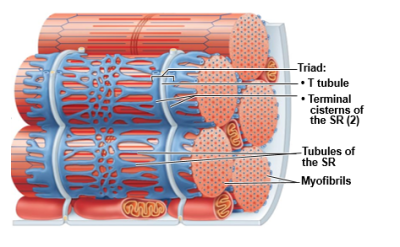 Triad:
• T tubule
• Terminal
cisterns of
the SR (2)
Tubules of
the SR
Myofibrils